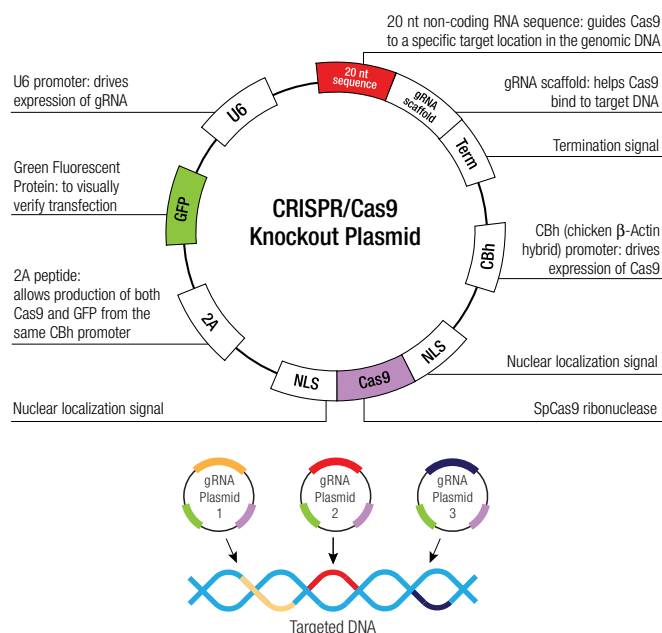 20 nt non-coding RNA sequence: guides Cas9
to a specific target location in the genomic DNA
U6 promoter: drives
expression of gRNA
gRNA scaffold: helps Cas9
bind to target DNA
Termination signal
Green Fluorescent
Protein: to visually
verify transfection
CBh (chicken β-Actin
hybrid) promoter: drives
expression of Cas9
2A peptide:
allows production of both
Cas9 and GFP from the
same CBh promoter
Nuclear localization signal
Nuclear localization signal
SpCas9 ribonuclease
20 nt
sequence
gRNA
scaffold
Term
CBh
NLS
Cas9
NLS
2A
GFP
U6
CRISPR/Cas9
Knockout Plasmid
gRNA
Plasmid
1
gRNA
Plasmid
2
gRNA
Plasmid
3
Targeted DNA